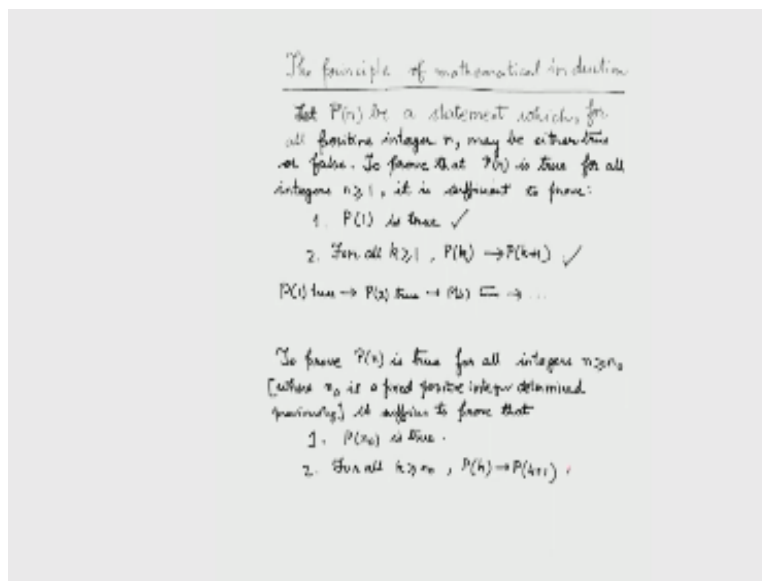 The principle of mathematical induction
Let P(n) be a statement which, for
all positive integer n, may be either true
or false. To prove that P(n) is true for all
integers n≥1, it is sufficient to prove:
1. P(1) is true ✓
2. For all k≥1, P(k) →P(k+1) ✓
P(1) true → P(2) true → P(3) → ...
To prove P(n) is true for all integers n≥n₀
[where n₀ is a fixed positive integer determined
previously] it suffices to prove that
1. P(n₀) is true.
2. For all k≥n₀, P(k)→P(k+1)